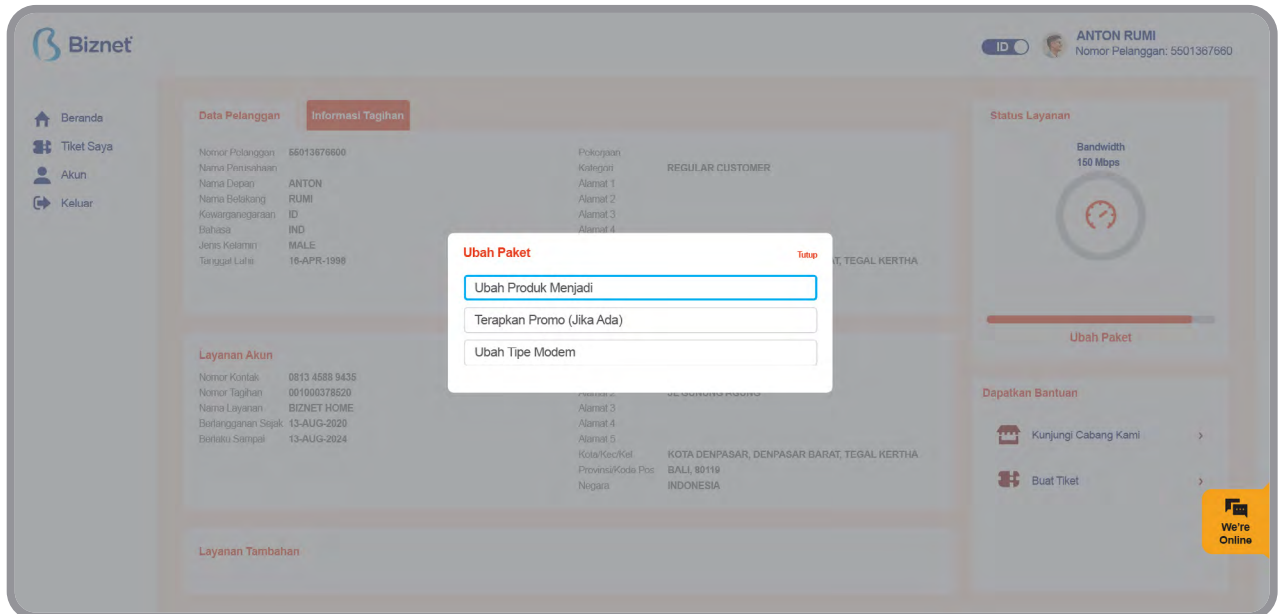 Biznet
ID
ANTON RUMI
Nomor Pelanggan: 5501367660
Beranda
Tiket Saya
Akun
Keluar
Data Pelanggan
Informasi Tagihan
Nomor Pelanggan 55013676600
Nama Perusahaan
Nama Depan ANTON
Nama Belakang RUMI
Kewarganegaraan ID
Bahasa IND
Jenis Kelamin MALE
Tanggal Lahir 16-APR-1998
Pekerjaan
Kategori REGULAR CUSTOMER
Alamat 1
Alamat 2
Alamat 3
Alamat 4
TEGAL KERTHA
Status Layanan
Bandwidth
150 Mbps
Ubah Paket
Ubah Paket
Tutup
Ubah Produk Menjadi
Terapkan Promo (Jika Ada)
Ubah Tipe Modem
Layanan Akun
Nomor Kontak 0813 4588 9435
Nomor Tagihan 001000378520
Nama Layanan BIZNET HOME
Berlangganan Sejak 13-AUG-2020
Berlaku Sampai 13-AUG-2024
Alamat 2 JL GUNUNG AGUNG
Alamat 3
Alamat 4
Alamat 5
Kota/Kec/Kel KOTA DENPASAR, DENPASAR BARAT, TEGAL KERTHA
Provinsi/Kode Pos BALI, 80119
Negara INDONESIA
Dapatkan Bantuan
Kunjungi Cabang Kami
Buat Tiket
We're
Online
Layanan Tambahan